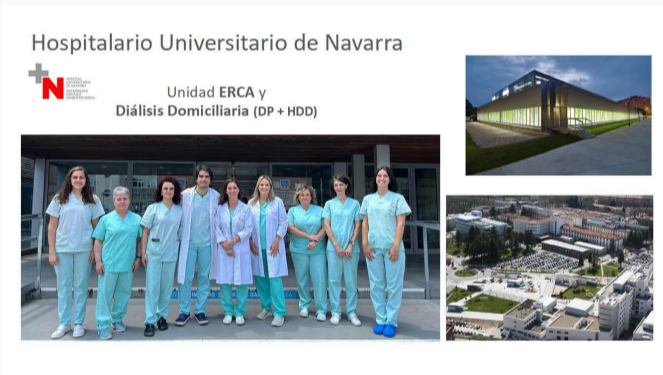 Hospitalario Universitario de Navarra
Unidad ERCA y
Diálisis Domiciliaria (DP + HDD)
N